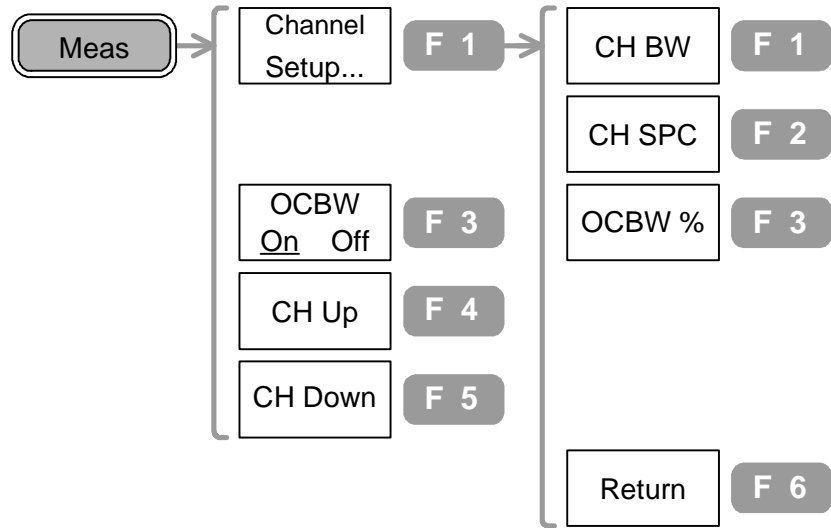 Meas
Channel
Setup...
F 1
OCBW
On Off
F 3
CH Up
F 4
CH Down
F 5
CH BW
F 1
CH SPC
F 2
OCBW %
F 3
Return
F 6